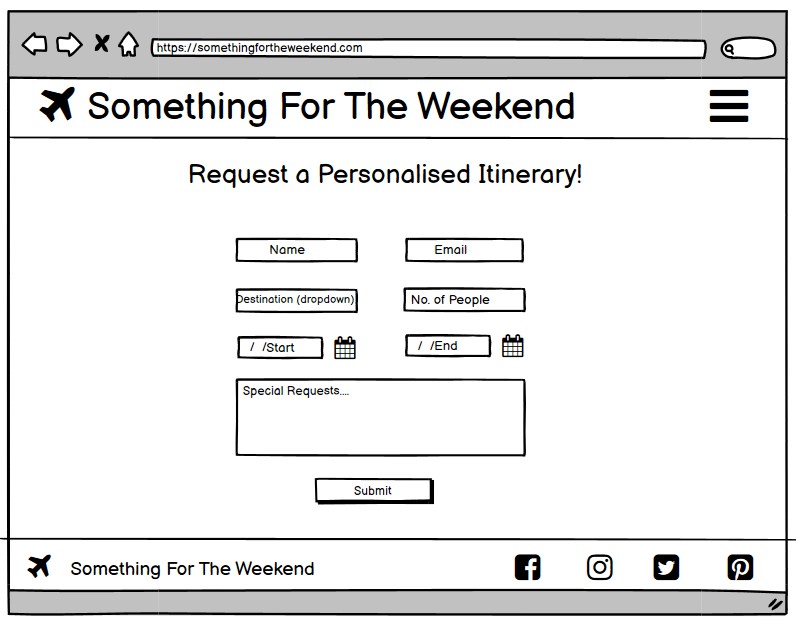 https://somethingfortheweekend.com
Something For The Weekend
Request a Personalised Itinerary!
Name
Email
Destination (dropdown)
No. of People
/ /Start
/ /End
Special Requests....
Submit
Something For The Weekend